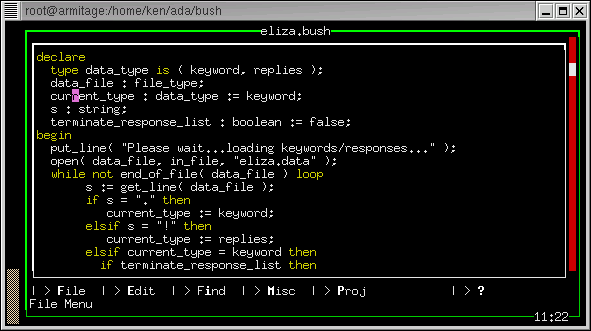 root@armitage:/home/ken/ada/bush
eliza.bush
declare
type data_type is ( keyword, replies );
data_file : file_type;
current_type : data_type := keyword;
s : string;
terminate_response_list : boolean := false;
begin
put_line( "Please wait...loading keywords/responses..." );
open( data_file, in_file, "eliza.data" );
while not end_of_file( data_file ) loop
s := get_line( data_file );
if s = "." then
current_type := keyword;
elsif s = "!" then
current_type := replies;
elsif current_type = keyword then
if terminate_response_list then
| > File | > Edit | > Find | > Misc | > Proj | > ?
File Menu
11:22